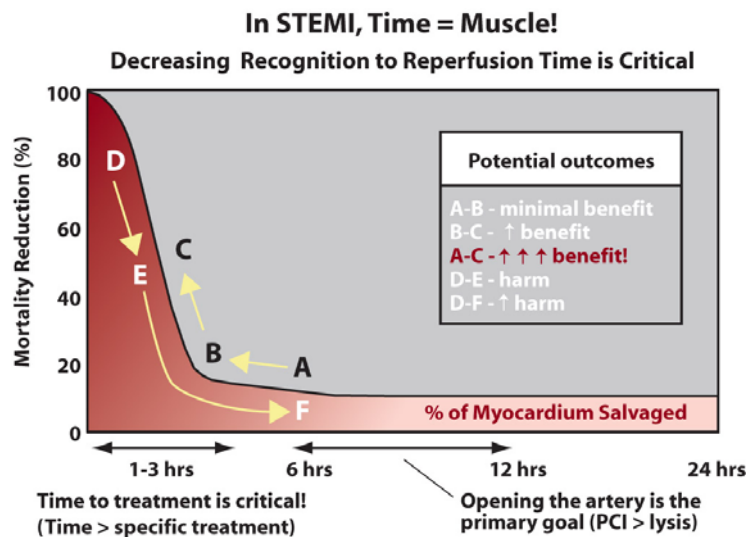 In STEMI, Time = Muscle!
Decreasing Recognition to Reperfusion Time is Critical
Mortality Reduction (%)
100
80
60
40
20
0
D
E
C
B
A
F
Potential outcomes
A-B - minimal benefit
B-C - ↑ benefit
A-C - ↑ ↑ ↑ benefit!
D-E - harm
D-F - ↑ harm
% of Myocardium Salvaged
1-3 hrs
6 hrs
12 hrs
24 hrs
Time to treatment is critical!
(Time > specific treatment)
Opening the artery is the
primary goal (PCI > lysis)